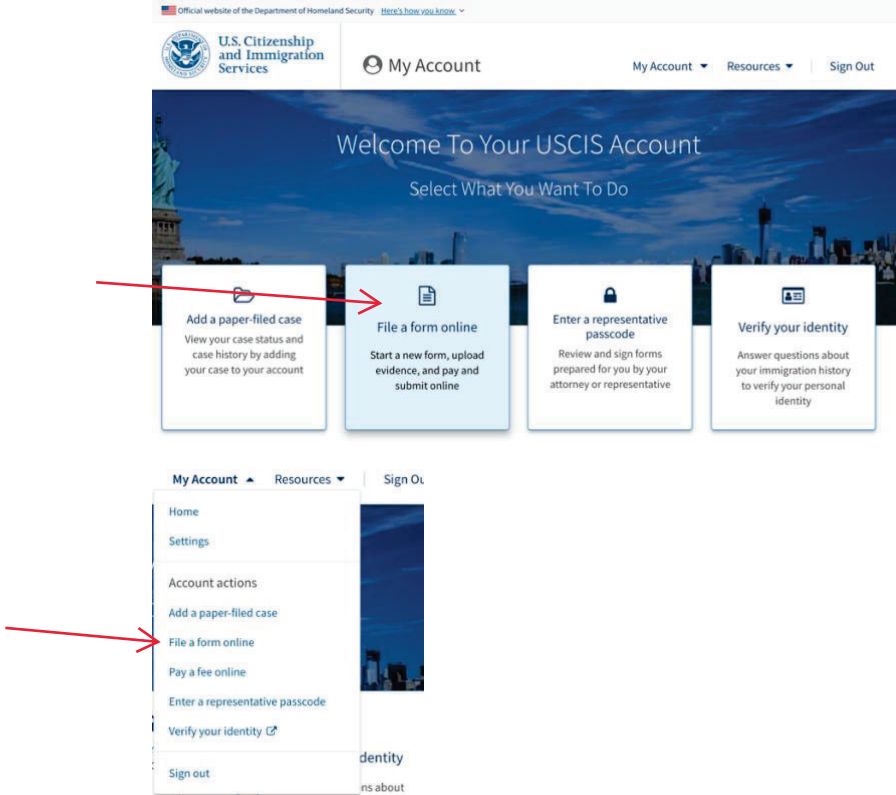 Official website of the Department of Homeland Security Here's how you know
U.S. Citizenship
and Immigration
Services
My Account
My Account
Resources
Sign Out
Welcome To Your USCIS Account
Select What You Want To Do
Add a paper-filed case
View your case status and
case history by adding
your case to your account
File a form online
Start a new form, upload
evidence, and pay and
submit online
Enter a representative
passcode
Review and sign forms
prepared for you by your
attorney or representative
Verify your identity
Answer questions about
your immigration history
to verify your personal
identity
My Account
Resources
Sign Ou
Home
Settings
Account actions
Add a paper-filed case
File a form online
Pay a fee online
Enter a representative passcode
Verify your identity
dentity
Sign out
ns about